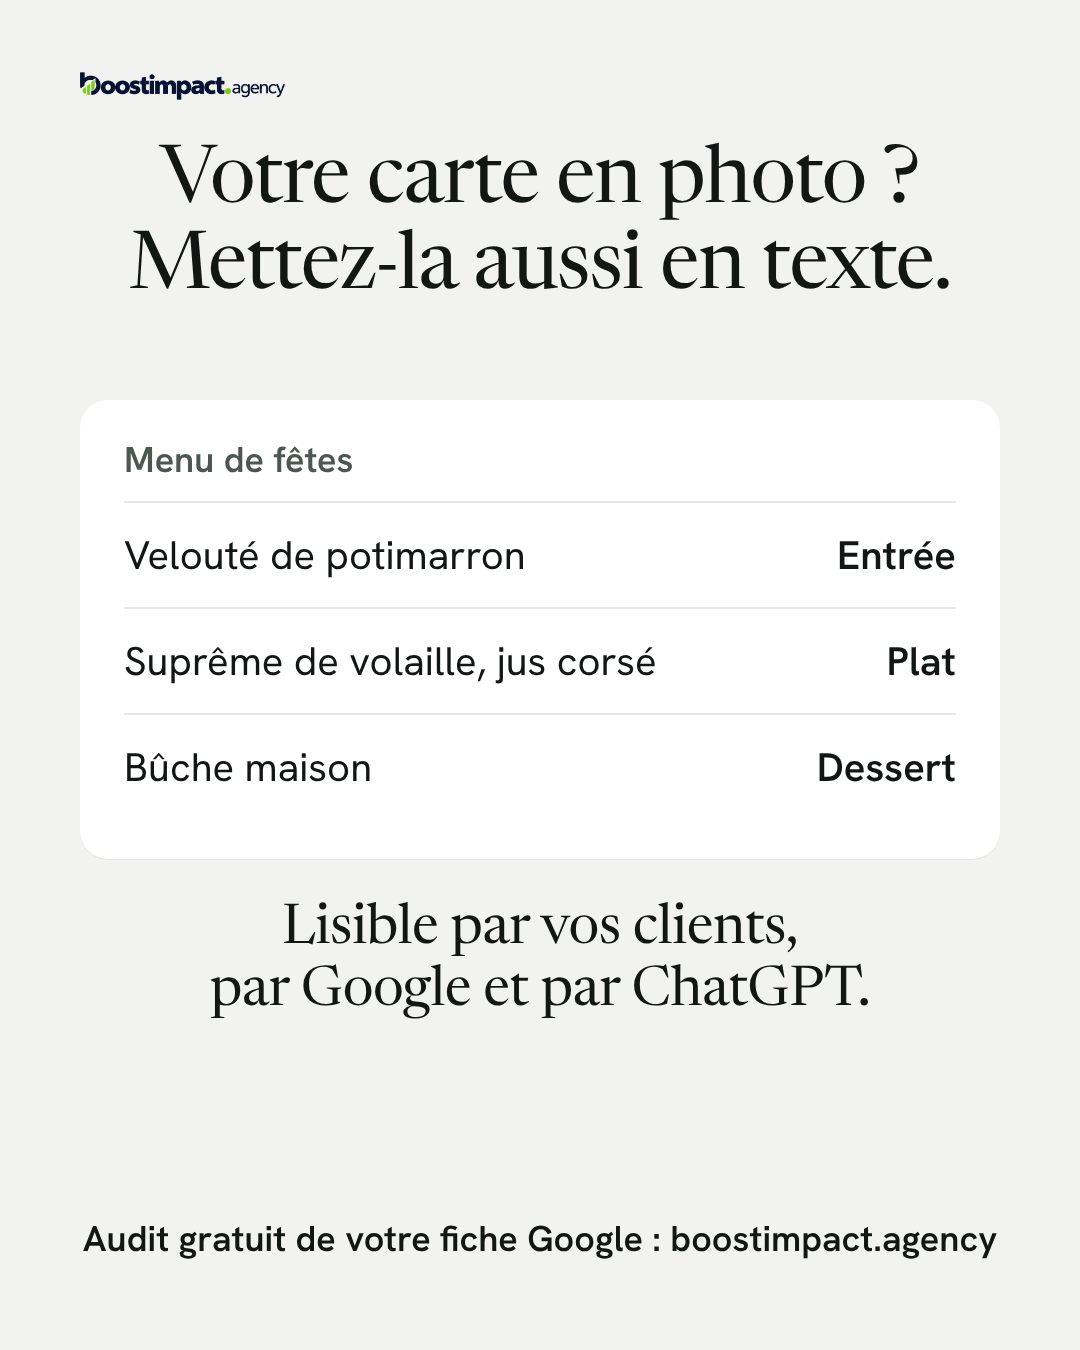 boostimpact.agency
Votre carte en photo ?
Mettez-la aussi en texte.
Menu de fêtes
Velouté de potimarron Entrée
Suprême de volaille, jus corsé Plat
Bûche maison Dessert
Lisible par vos clients,
par Google et par ChatGPT.
Audit gratuit de votre fiche Google : boostimpact.agency